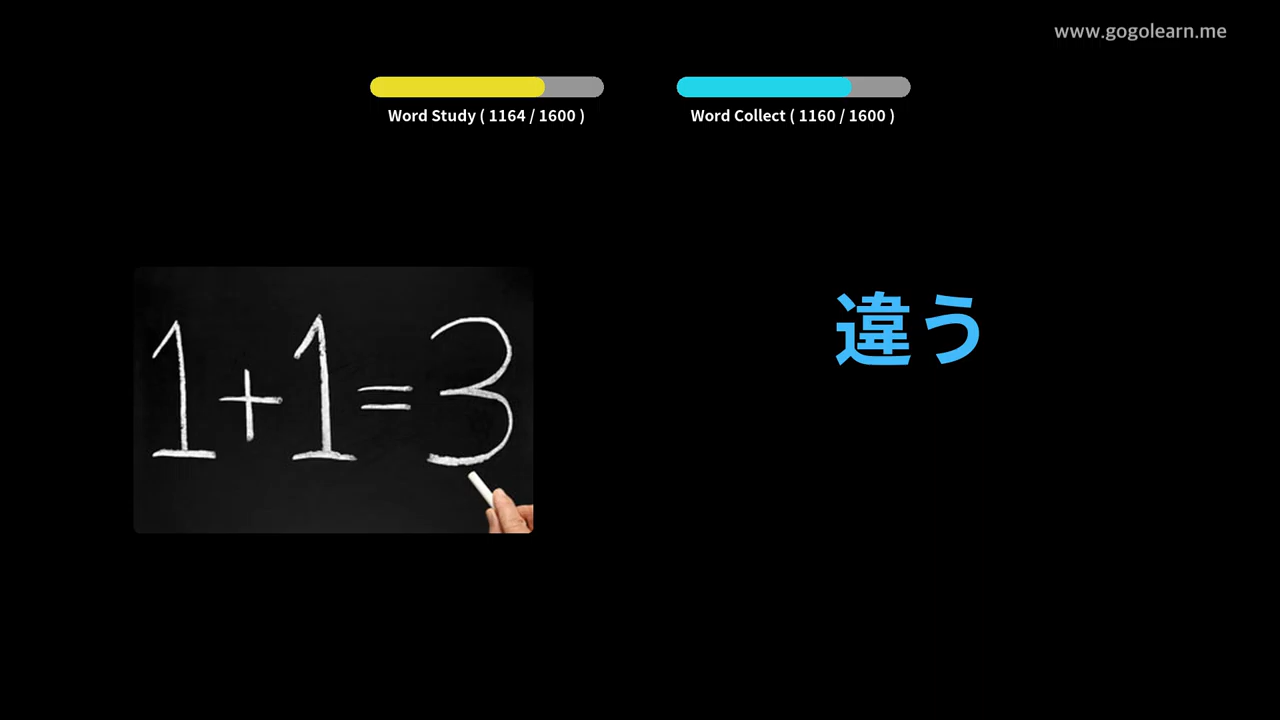 www.gogolearn.me
Word Study ( 1164 / 1600 )
Word Collect ( 1160 / 1600 )
1+1=3
違う